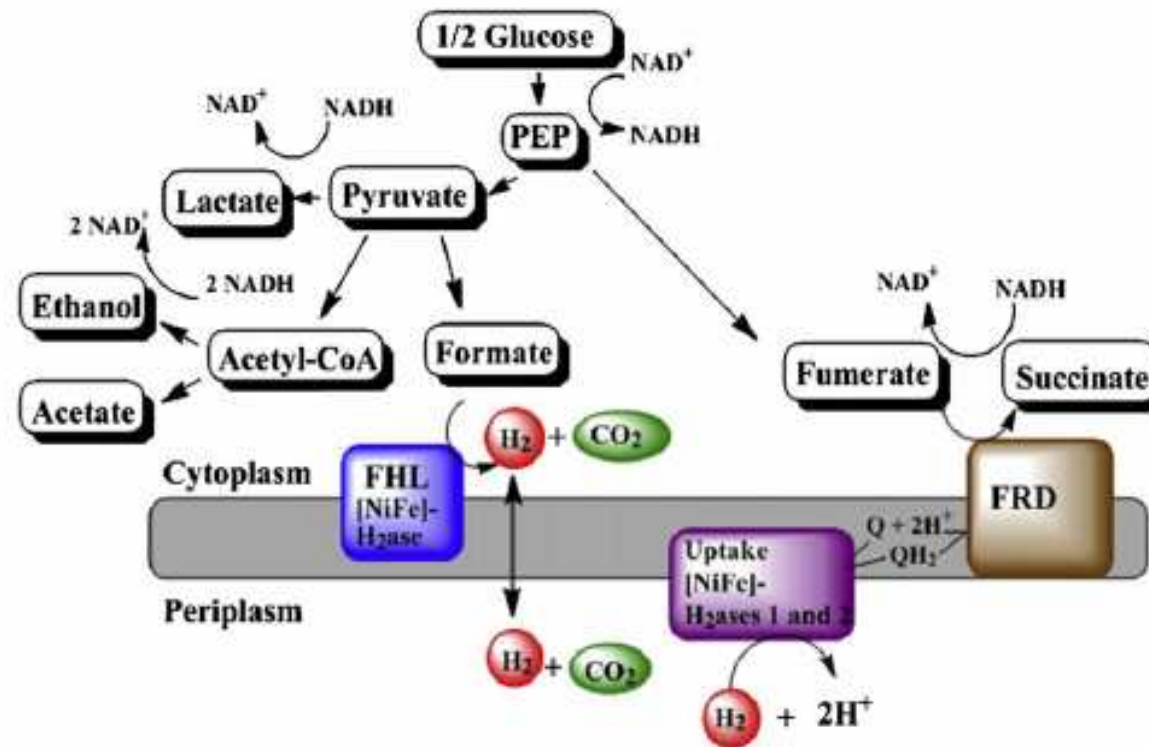 1/2 Glucose
NAD+
NADH
PEP
NAD+
NADH
Lactate
Pyruvate
2 NAD+
2 NADH
Ethanol
Acetyl-CoA
Formate
Acetate
NAD+
NADH
Fumerate
Succinate
H2 + CO2
Cytoplasm
FHL
[NiFe]-
H2ase
FRD
Q + 2H+
QH2
Uptake
[NiFe]-
H2ases 1 and 2
Periplasm
H2 + CO2
H2 + 2H+